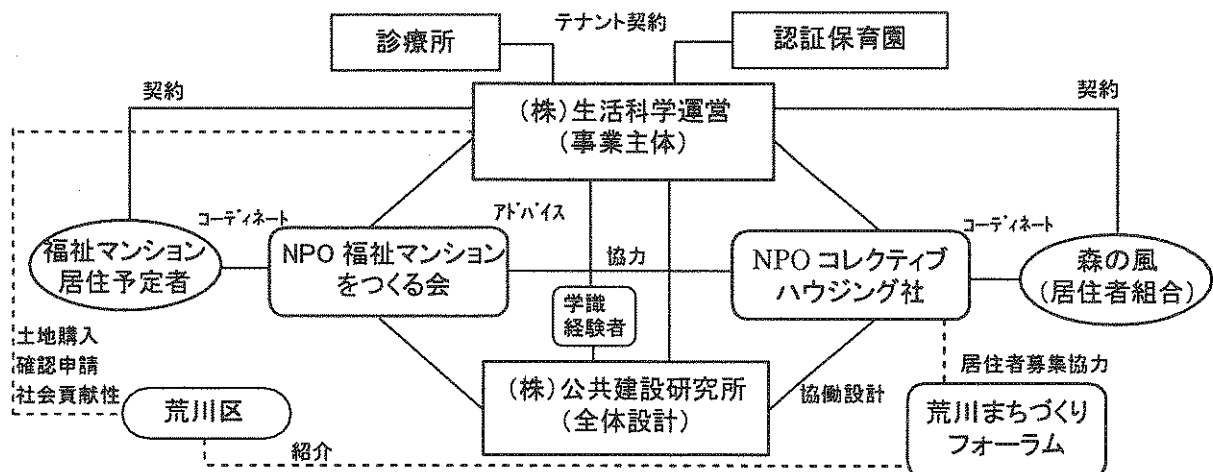 テナント契約
診療所
認証保育園
契約
(株)生活科学運営
(事業主体)
契約
コーディネート
アドバイス
コーディネート
福祉マンション
居住予定者
NPO 福祉マンション
をつくる会
協力
NPO コレクティブ
ハウジング社
森の風
(居住者組合)
学識
経験者
土地購入
確認申請
社会貢献性
(株)公共建設研究所
(全体設計)
協働設計
居住者募集協力
荒川区
荒川まちづくり
フォーラム
紹介